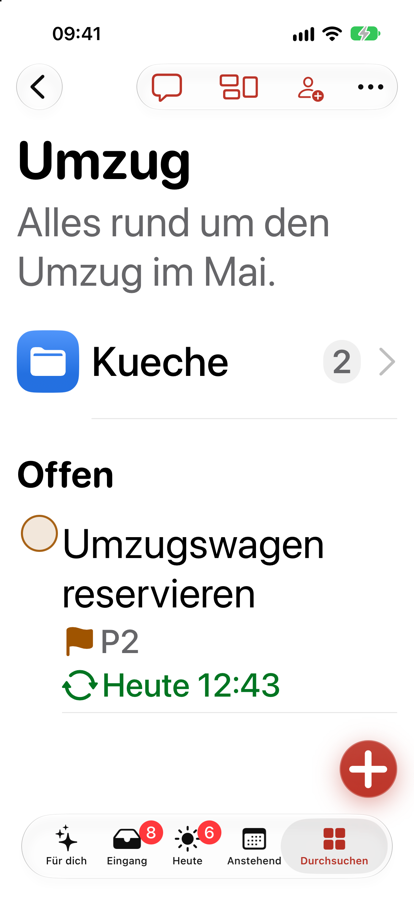 09:41
Umzug
Alles rund um den
Umzug im Mai.
Kueche 2
Offen
Umzugswagen
reservieren
P2
Heute 12:43
8 6
Für dich Eingang Heute Anstehend Durchsuchen